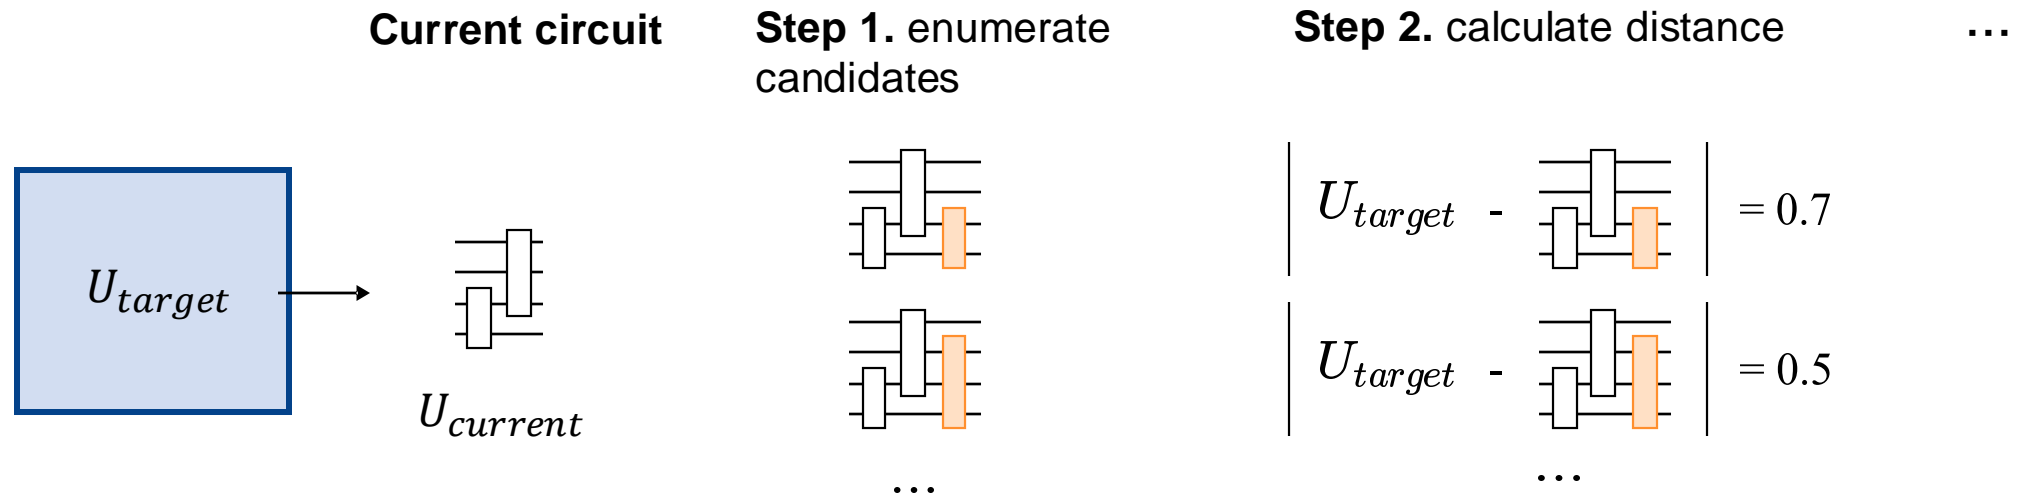 Current circuit
Step 1. enumerate
candidates
Step 2. calculate distance
...
U_target
U_current
...
| U_target - | = 0.7
| U_target - | = 0.5
...